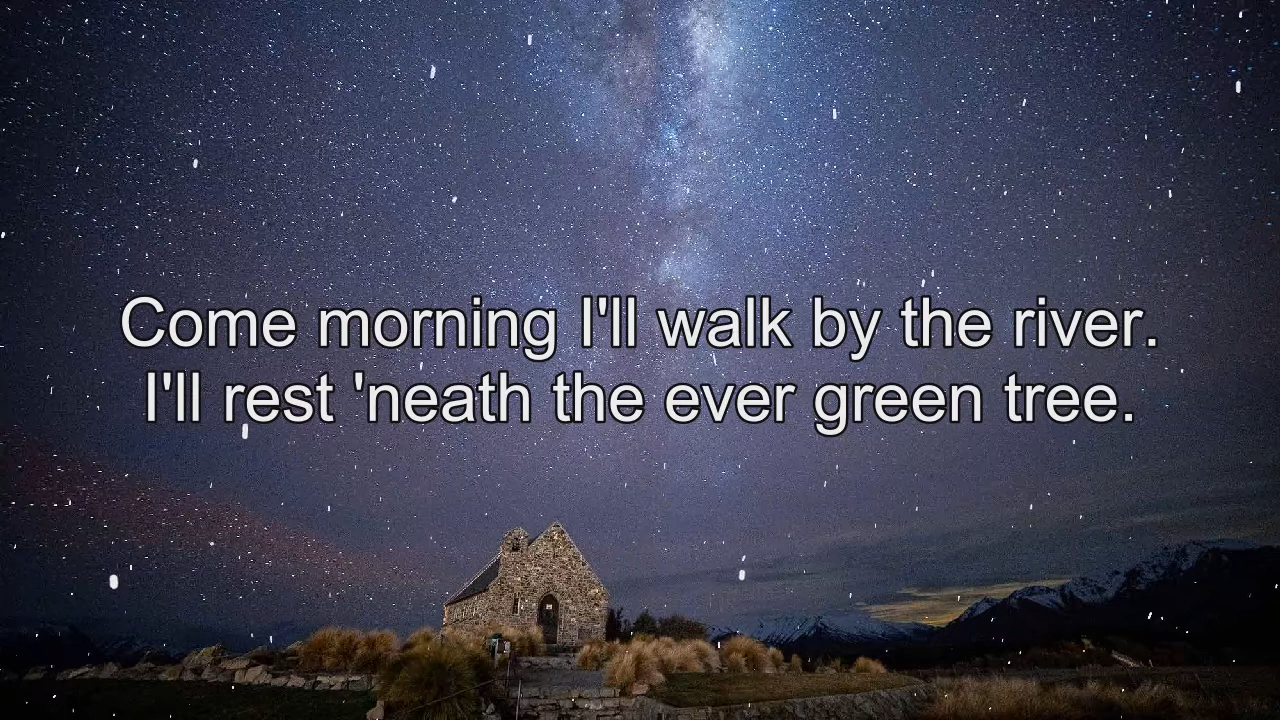 Come morning I'll walk by the river.
I'll rest 'neath the ever green tree.